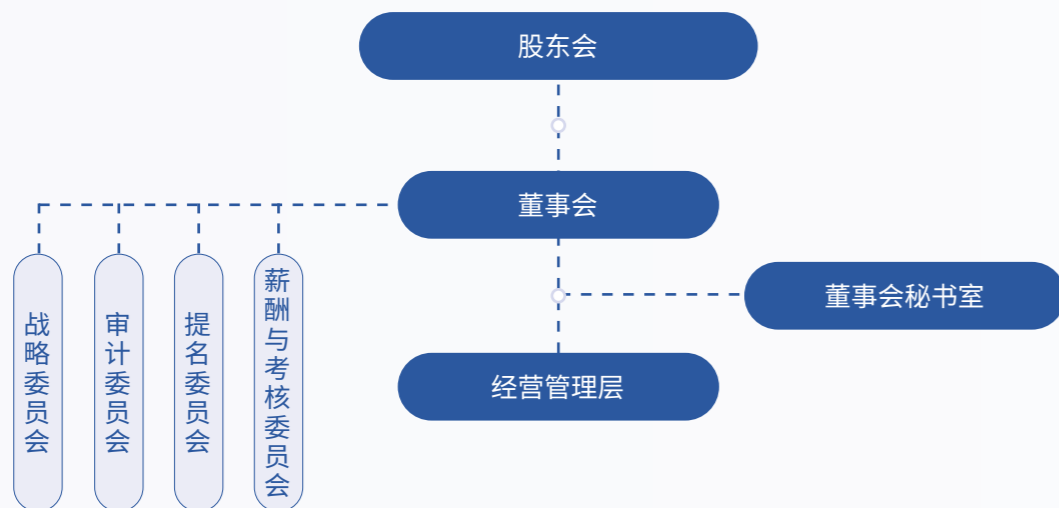 股东会
董事会
董事会秘书室
经营管理层
战略委员会
审计委员会
提名委员会
薪酬与考核委员会